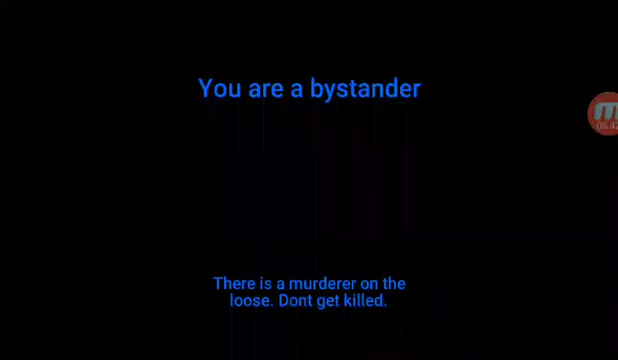 You are a bystander
There is a murderer on the
loose. Dont get killed.